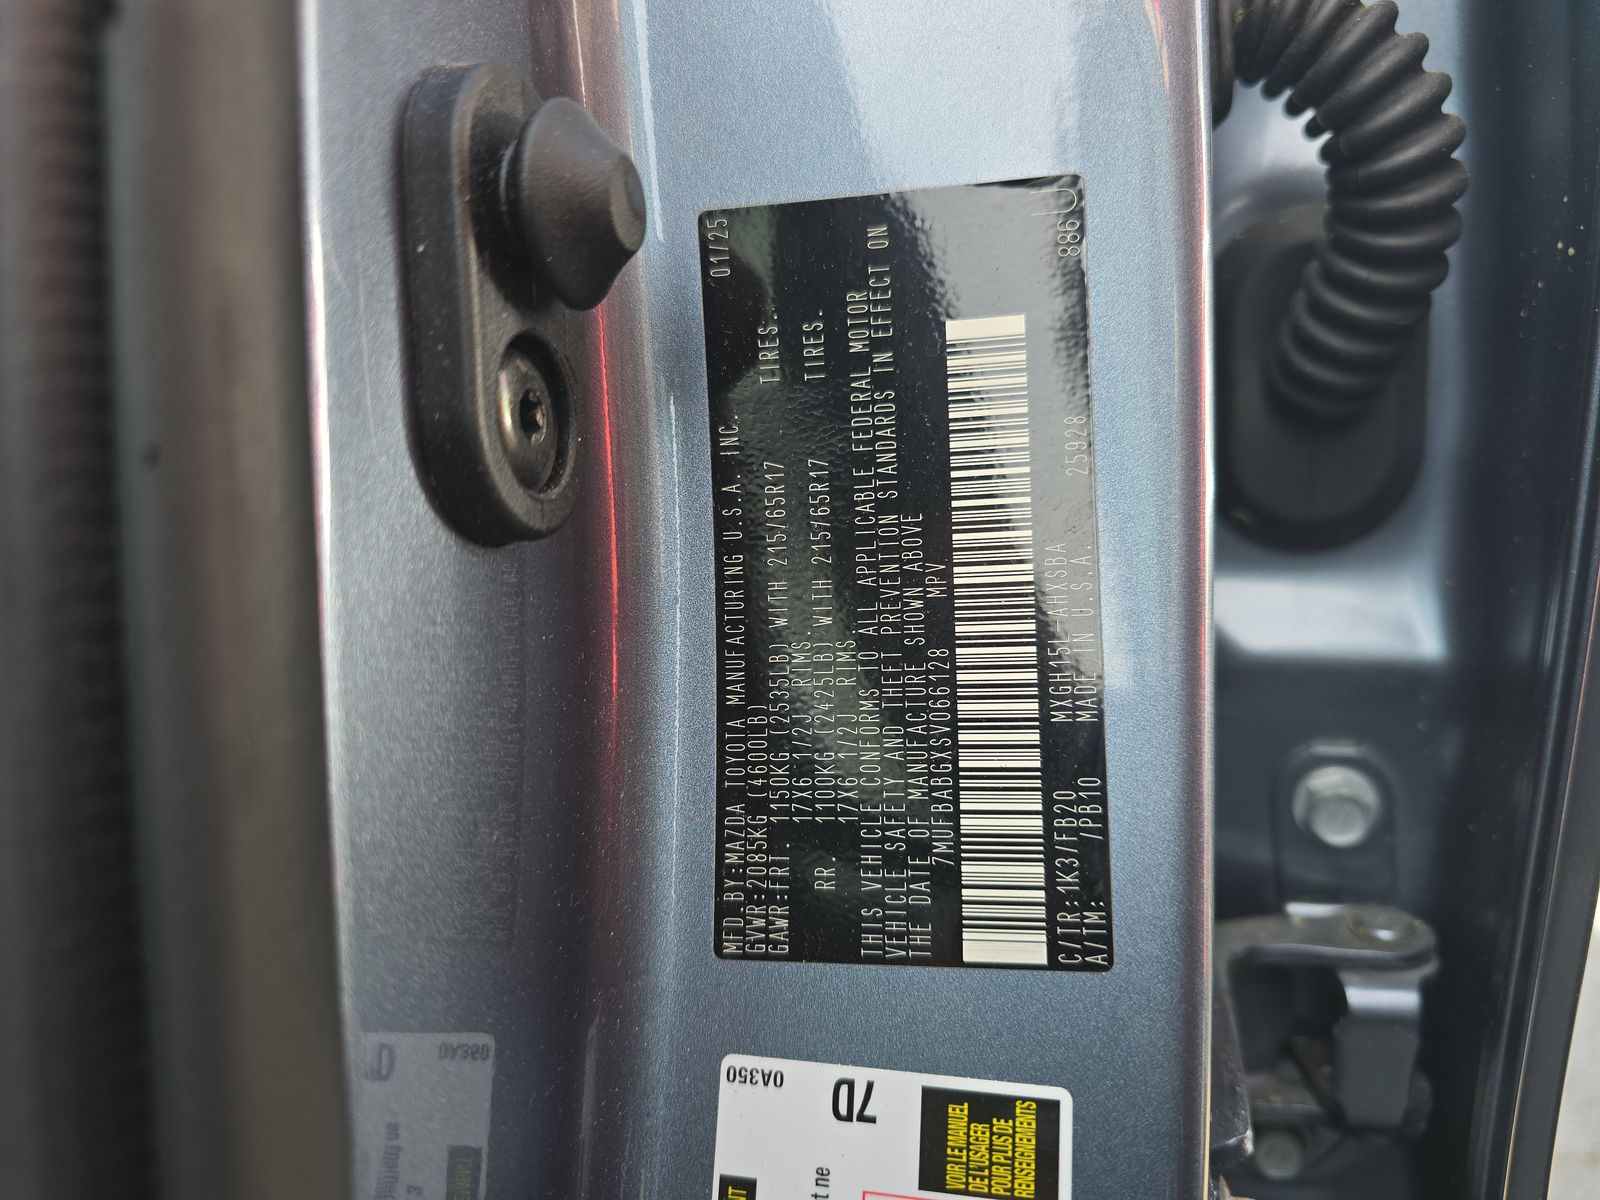 MFD.BY:MAZDA TOYOTA MANUFACTURING U.S.A. INC. 01/25
GVWR:2085KG (4600LB)
GAWR:FRT. 1150KG (2535LB) WITH 215/65R17 TIRES.
17X6 1/2J RIMS.
RR. 1100KG (2425LB) WITH 215/65R17 TIRES.
17X6 1/2J RIMS
THIS VEHICLE CONFORMS TO ALL APPLICABLE FEDERAL MOTOR
VEHICLE SAFETY AND THEFT PREVENTION STANDARDS IN EFFECT ON
THE DATE OF MANUFACTURE SHOWN ABOVE
7MUFBABGXSV066128 MPV
C/TR:1K3/FB20 MXGH15L-AHXSBA 25928 886U
A/TM: /PB10 MADE IN U.S.A.
0A350
7D
VOIR LE MANUEL
DE L'USAGER
POUR PLUS DE
RENSEIGNEMENTS